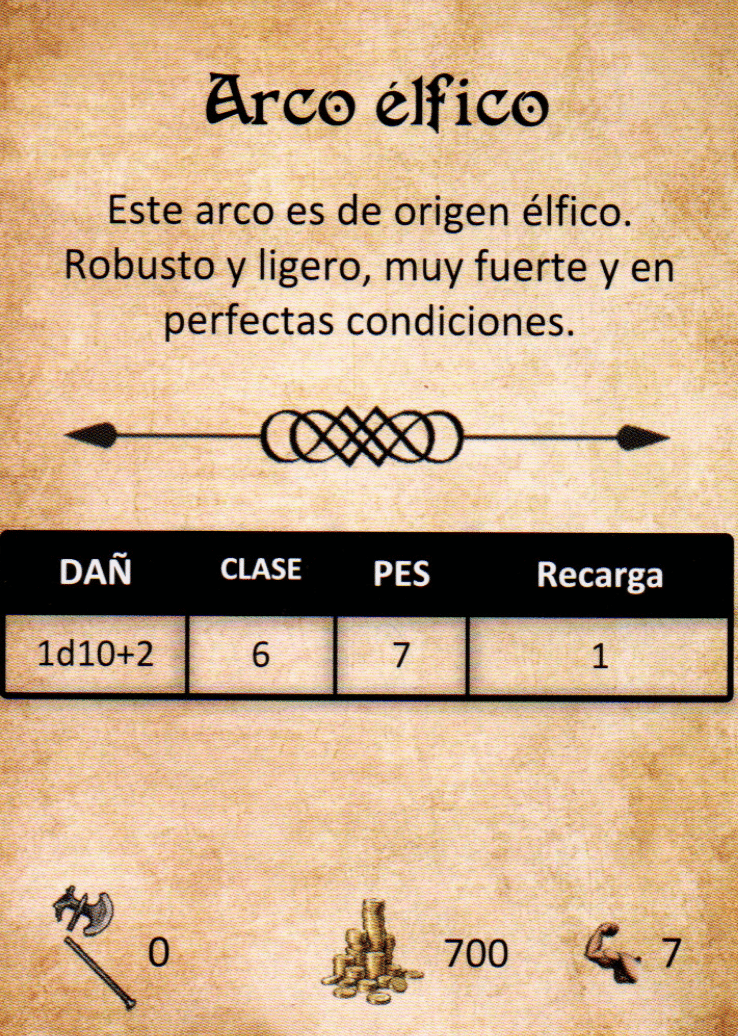 Arco élfico
Este arco es de origen élfico.
Robusto y ligero, muy fuerte y en
perfectas condiciones.
DAÑ CLASE PES Recarga
1d10+2 6 7 1
0 700 7